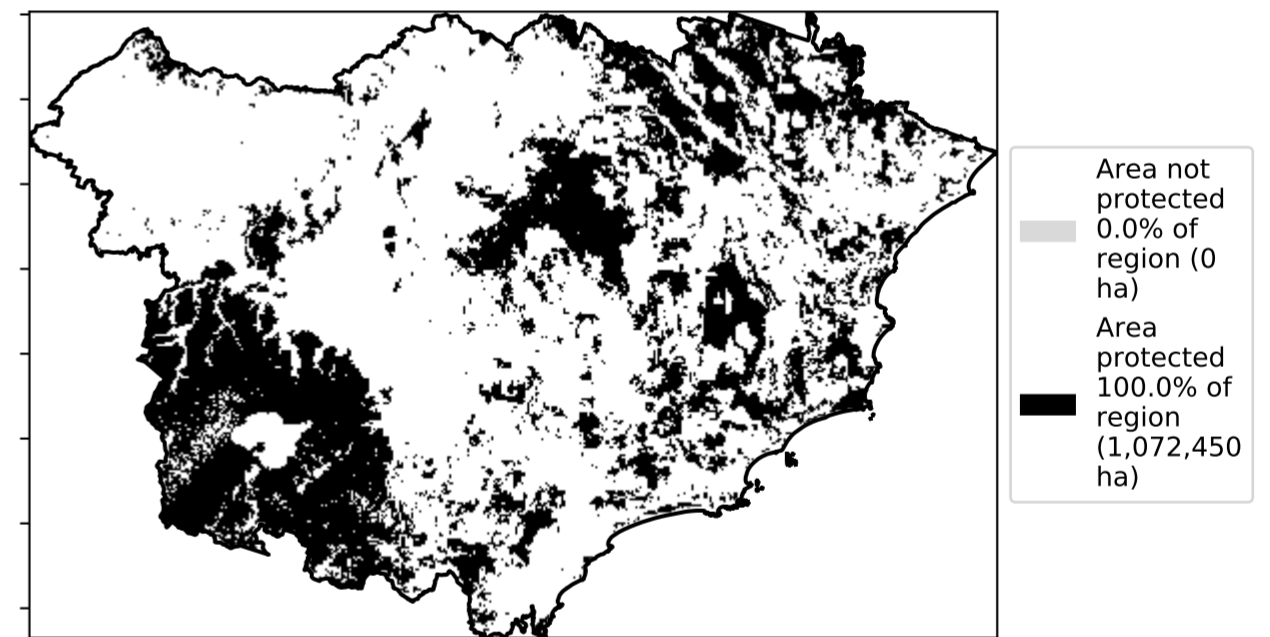 Area not
protected
0.0% of
region (0
ha)
Area
protected
100.0% of
region
(1,072,450
ha)